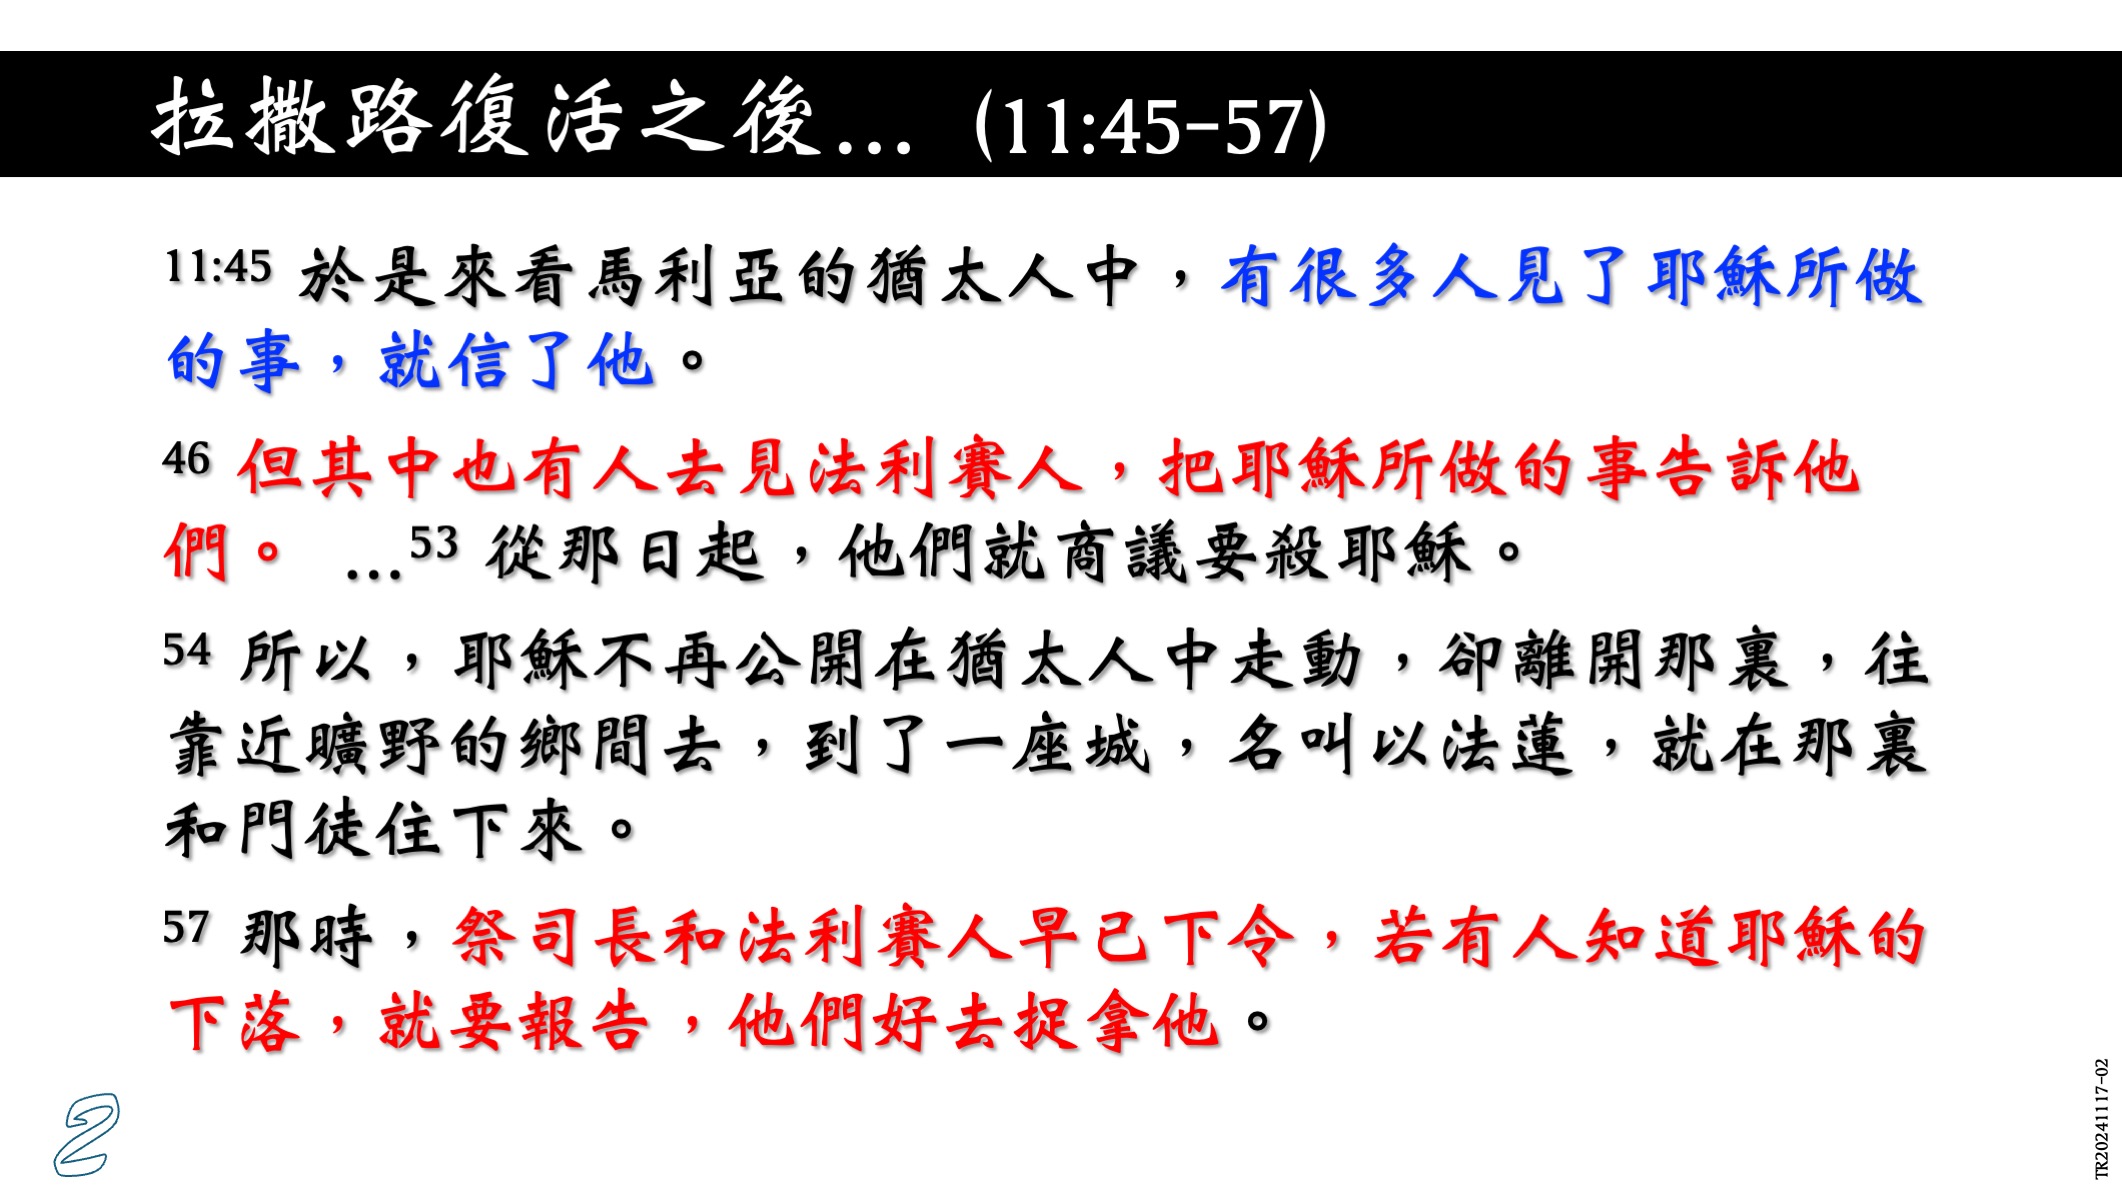 拉撒路復活之後... (11:45-57)
11:45 於是來看馬利亞的猶太人中，有很多人見了耶穌所做
的事，就信了他。
46 但其中也有人去見法利賽人，把耶穌所做的事告訴他
們。 ...53 從那日起，他們就商議要殺耶穌。
54 所以，耶穌不再公開在猶太人中走動，卻離開那裏，往
靠近曠野的鄉間去，到了一座城，名叫以法蓮，就在那裏
和門徒住下來。
57 那時，祭司長和法利賽人早已下令，若有人知道耶穌的
下落，就要報告，他們好去捉拿他。
2
TR20241117-02